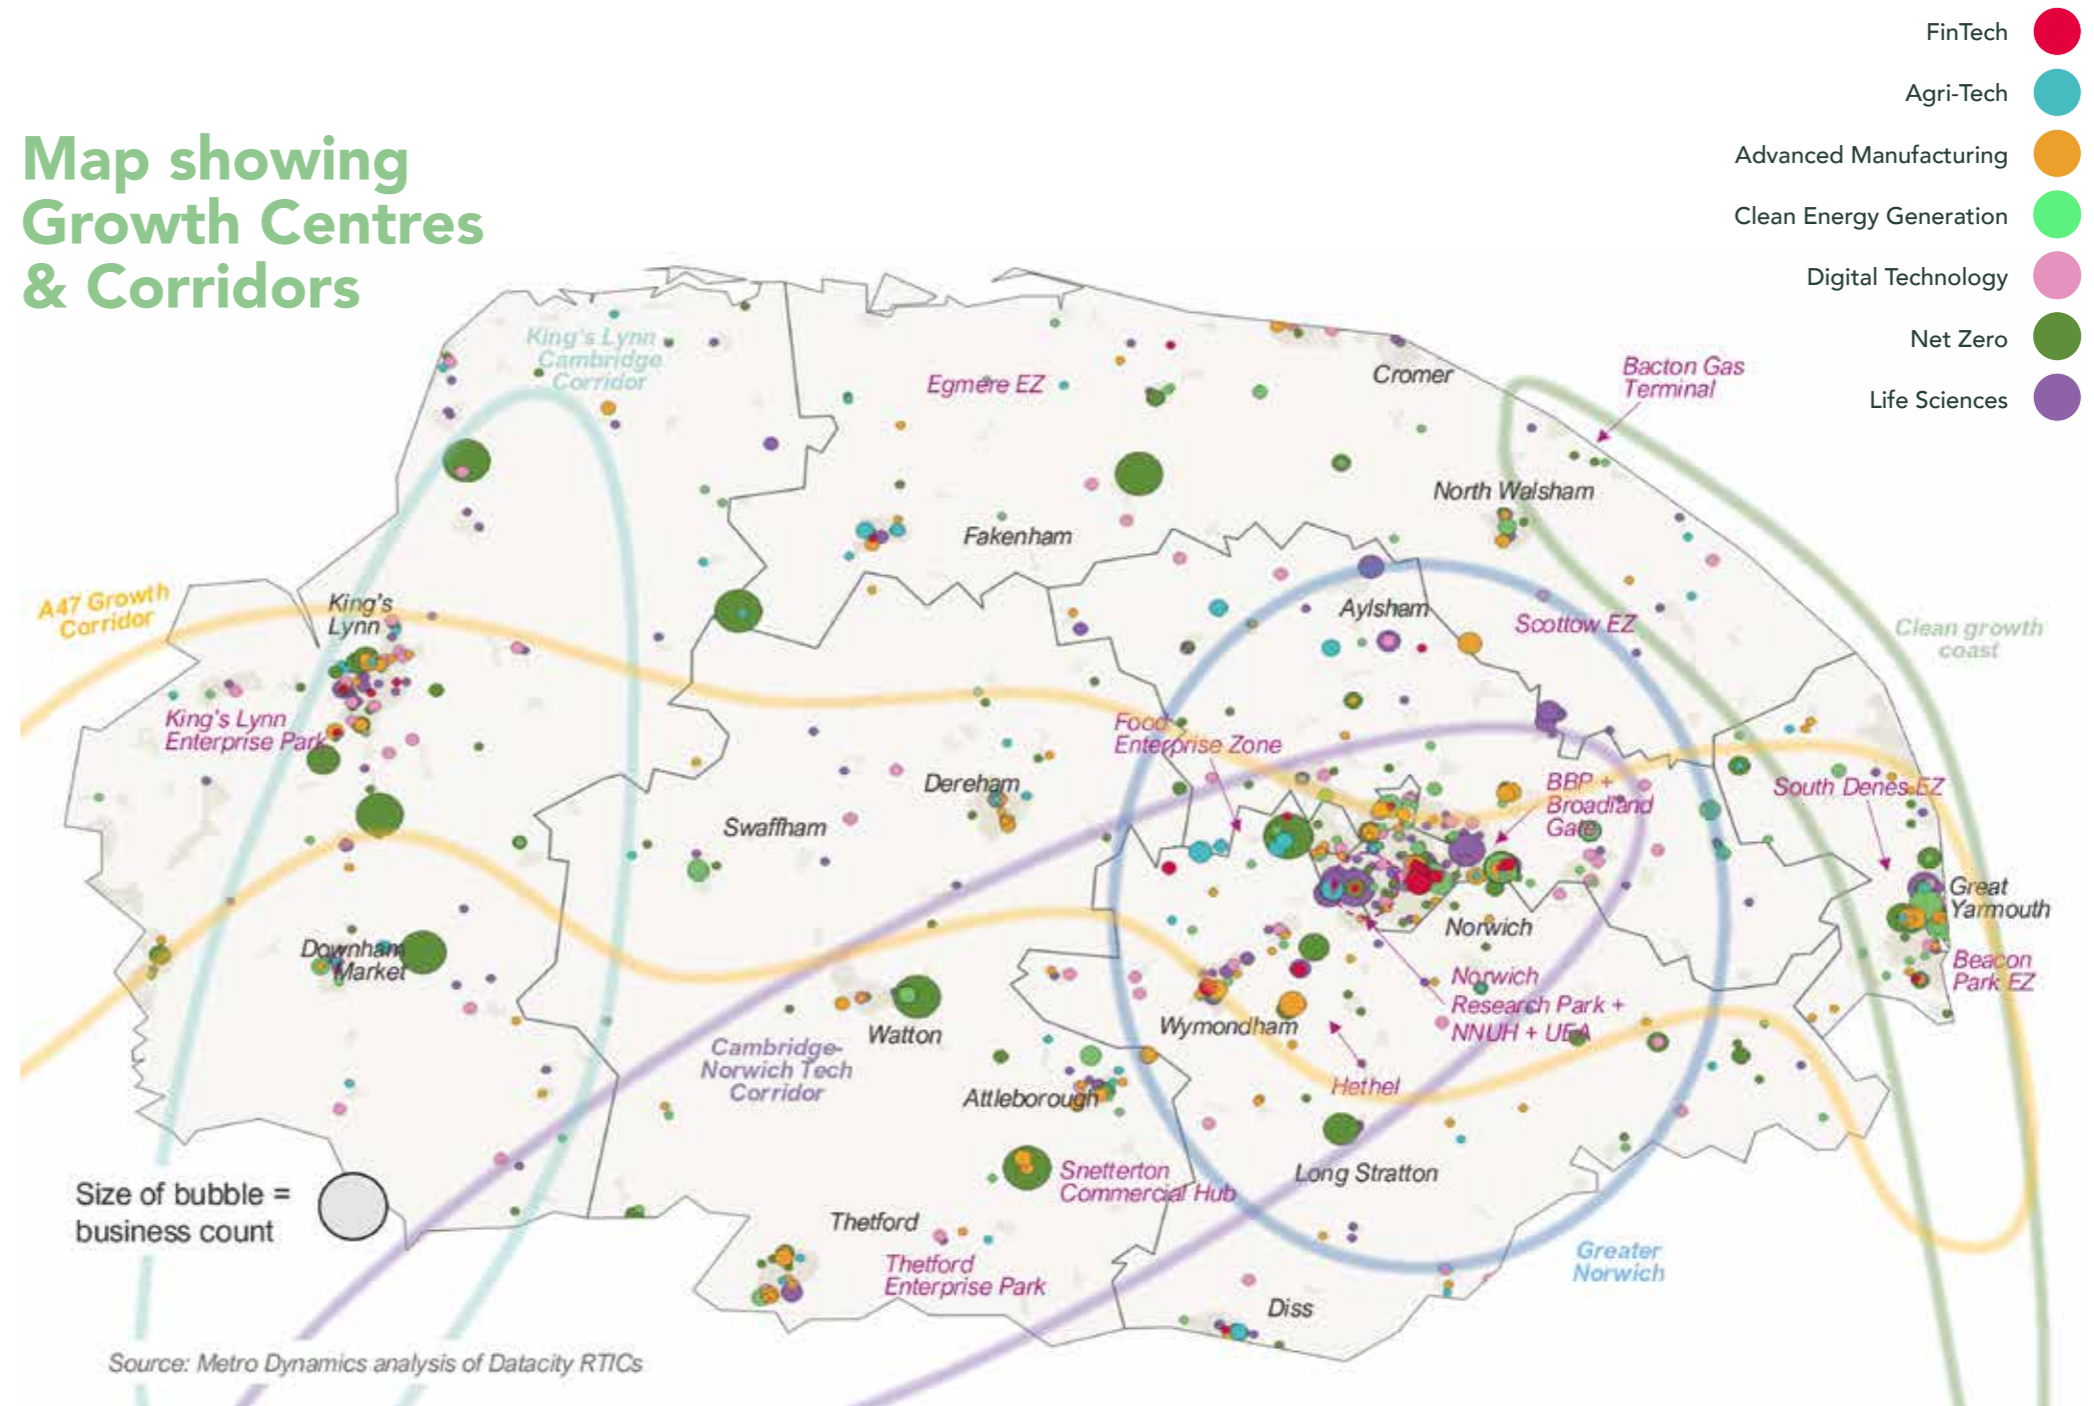 FinTech
Agri-Tech
Advanced Manufacturing
Clean Energy Generation
Digital Technology
Net Zero
Life Sciences
Map showing
Growth Centres
& Corridors
King's Lynn
Cambridge
Corridor
Egmere EZ
Cromer
Bacton Gas
Terminal
North Walsham
Fakenham
A47 Growth
Corridor
King's
Lynn
Aylsham
Scottow EZ
Clean growth
coast
King's Lynn
Enterprise Park
Food
Enterprise Zone
Dereham
BBP +
Broadland
Gate
South Denes EZ
Swaffham
Great
Yarmouth
Norwich
Downham
Market
Beacon
Park EZ
Norwich
Research Park +
NNUH + UEA
Wymondham
Watton
Cambridge-
Norwich Tech
Corridor
Hethel
Attleborough
Snetterton
Commercial Hub
Long Stratton
Size of bubble =
business count
Thetford
Thetford
Enterprise Park
Greater
Norwich
Diss
Source: Metro Dynamics analysis of Datacity RTICs